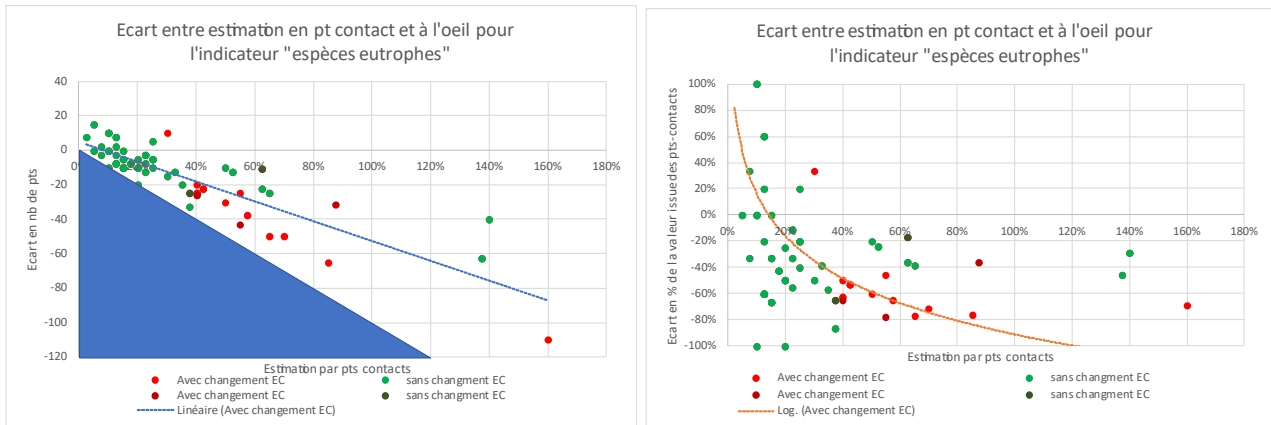 Ecart entre estimation en pt contact et à l'oeil pour
l'indicateur "espèces eutrophes"
Ecart en nb de pts
40
20
0
-20
-40
-60
-80
-100
-120
0% 20% 40% 60% 80% 100% 120% 140% 160% 180%
Estimation par pts contacts
Avec changement EC
sans changment EC
Avec changement EC
sans changment EC
Linéaire (Avec changement EC)
Ecart entre estimation en pt contact et à l'oeil pour
l'indicateur "espèces eutrophes"
Ecart en % de la valeur issue des pts-contacts
100%
80%
60%
40%
20%
0%
-20%
-40%
-60%
-80%
-100%
0% 20% 40% 60% 80% 100% 120% 140% 160% 180%
Estimation par pts contacts
Avec changement EC
sans changment EC
Avec changement EC
sans changment EC
Log. (Avec changement EC)